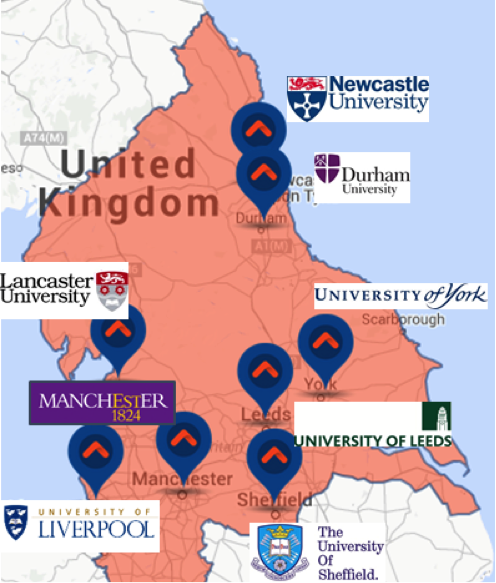 Newcastle
University
A74(M)
United
Kingdom
Durham
University
Durham
A1(M)
Lancaster
University
UNIVERSITY of York
Scarborough
York
MANCHESTER
1824
Leeds
UNIVERSITY OF LEEDS
Manchester
Sheffield
UNIVERSITY OF
LIVERPOOL
The
University
Of
Sheffield.